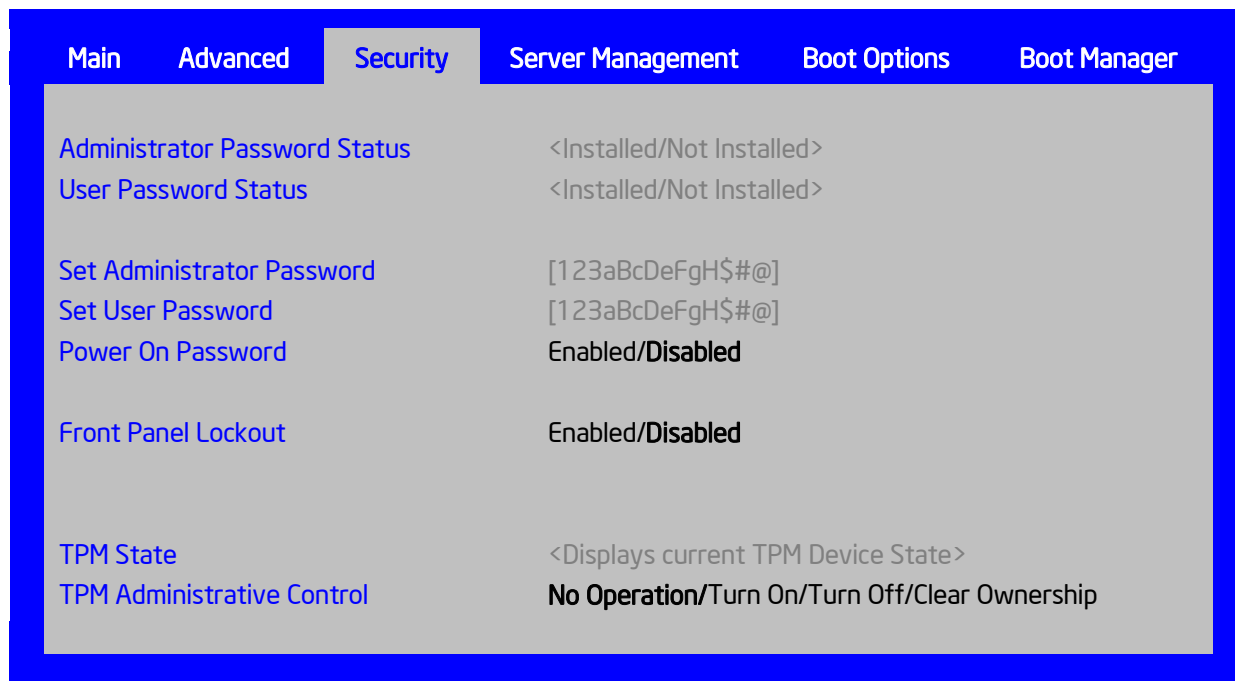 Main Advanced Security Server Management Boot Options Boot Manager
Administrator Password Status <Installed/Not Installed>
User Password Status <Installed/Not Installed>
Set Administrator Password [123aBcDeFgH$#@]
Set User Password [123aBcDeFgH$#@]
Power On Password Enabled/Disabled
Front Panel Lockout Enabled/Disabled
TPM State <Displays current TPM Device State>
TPM Administrative Control No Operation/Turn On/Turn Off/Clear Ownership